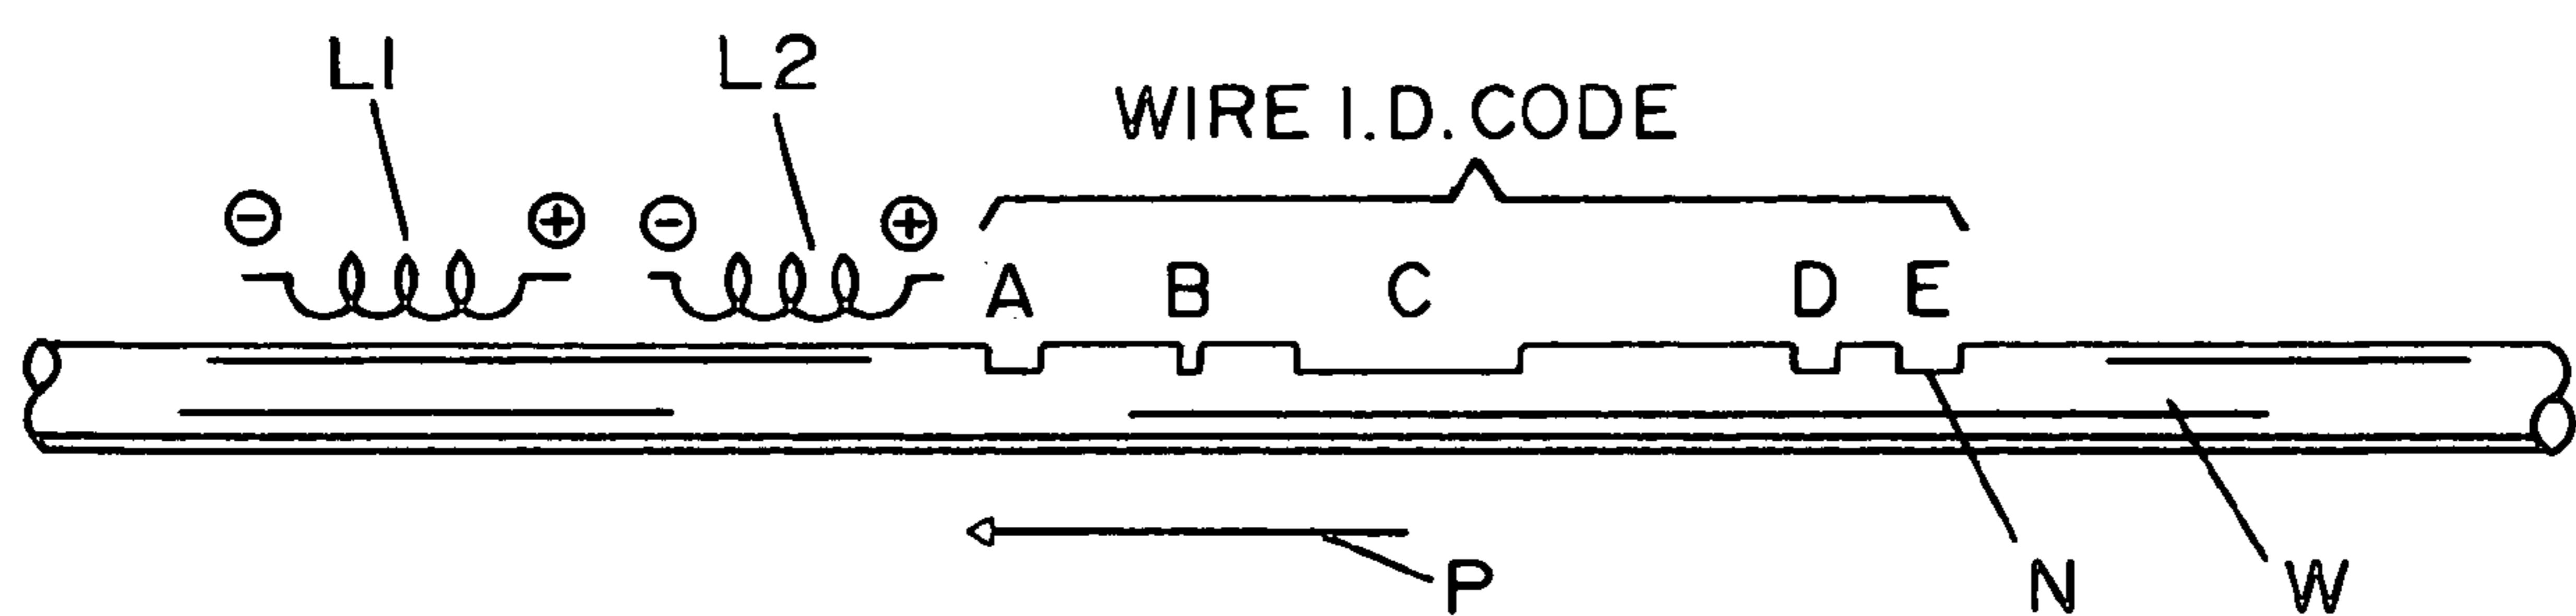 L1 L2
WIRE I.D. CODE
⊖ ⊕ ⊖ ⊕
A B C D E
P N W